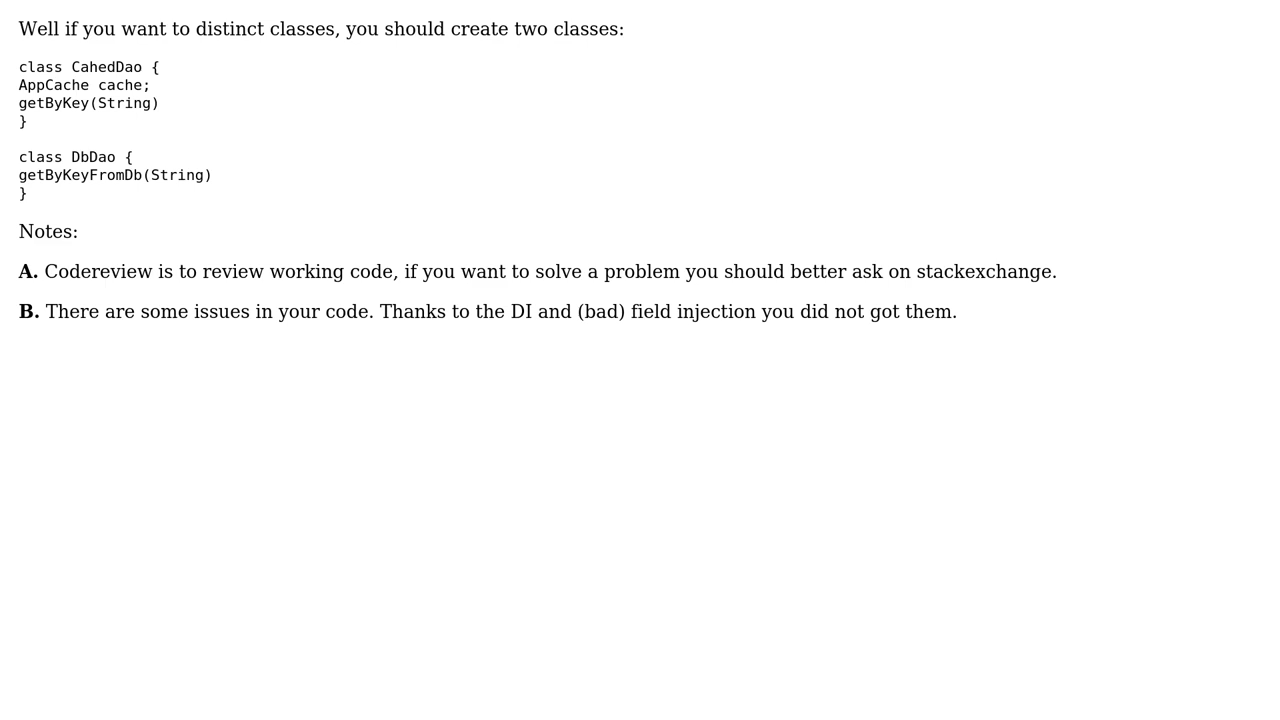 Well if you want to distinct classes, you should create two classes:
class CahedDao {
AppCache cache;
getByKey(String)
}
class DbDao {
getByKeyFromDb(String)
}
Notes:
A. Codereview is to review working code, if you want to solve a problem you should better ask on stackexchange.
B. There are some issues in your code. Thanks to the DI and (bad) field injection you did not got them.